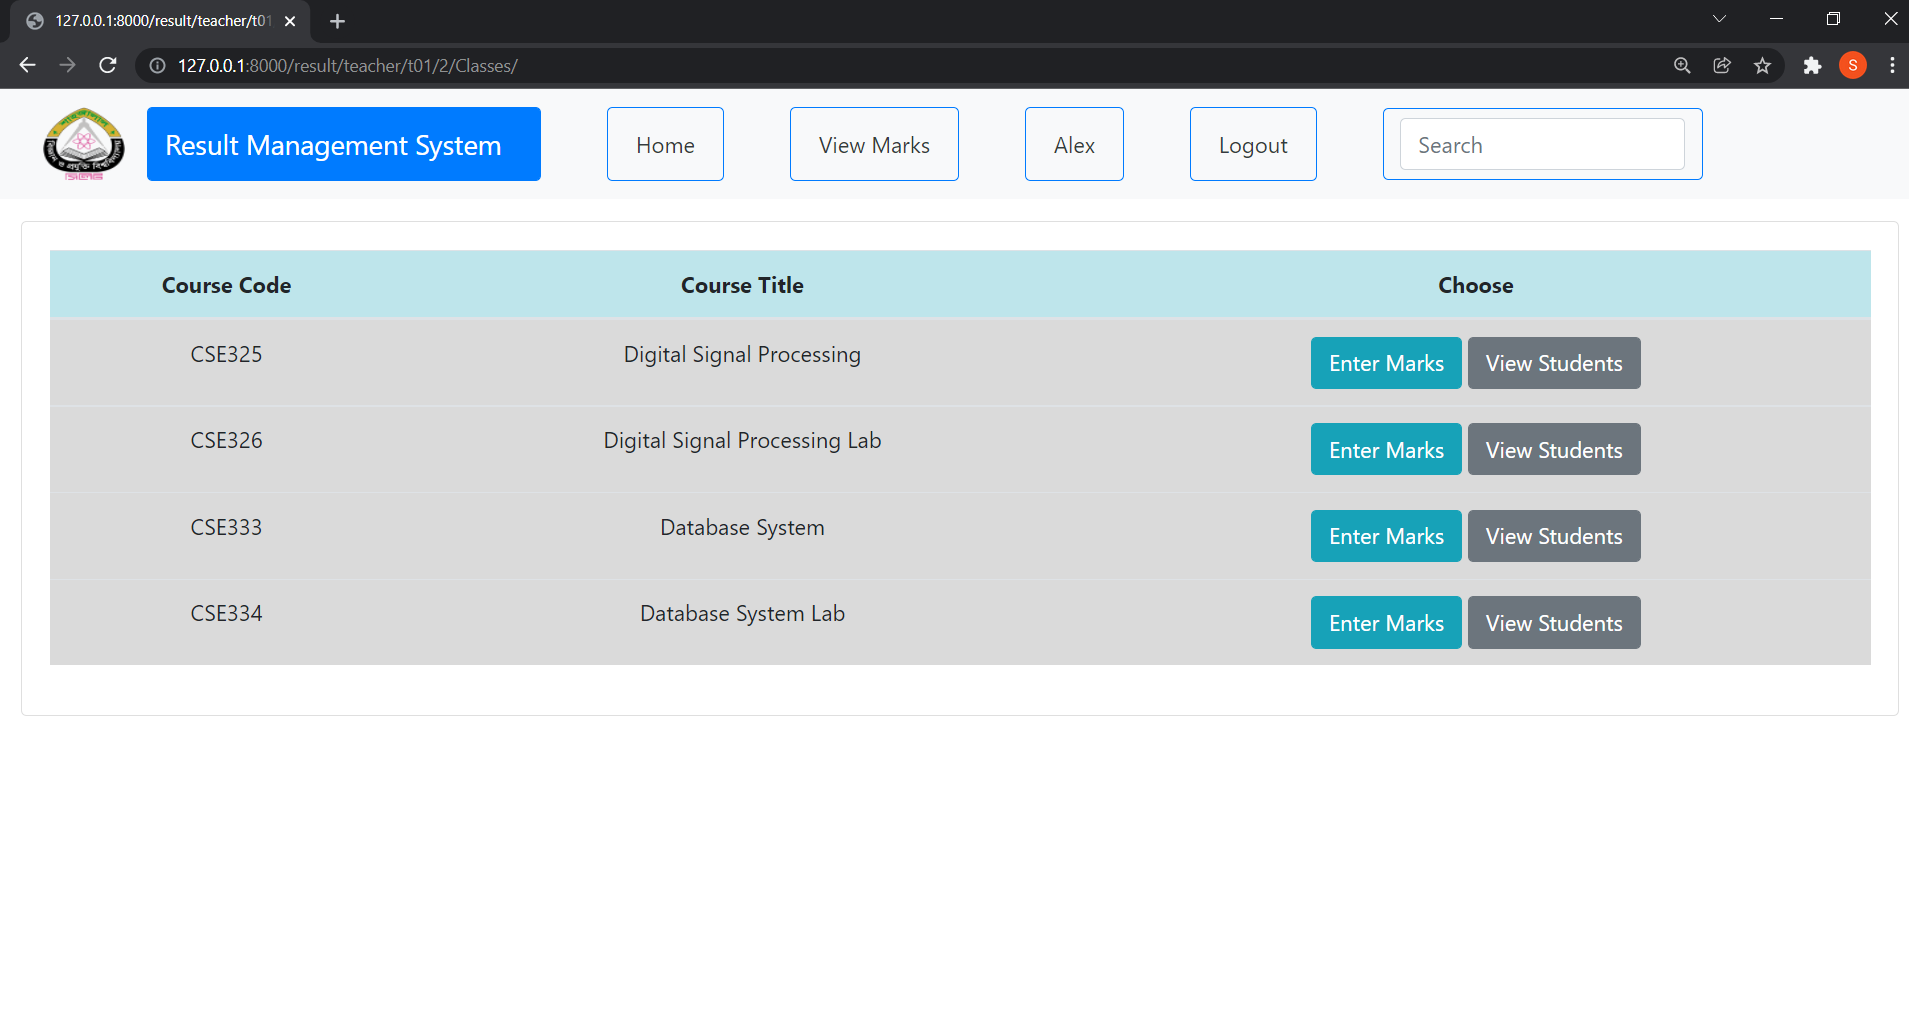 127.0.0.1:8000/result/teacher/t01
127.0.0.1:8000/result/teacher/t01/2/Classes/
S
Result Management System
Home
View Marks
Alex
Logout
Search
Course Code Course Title Choose
CSE325 Digital Signal Processing Enter Marks View Students
CSE326 Digital Signal Processing Lab Enter Marks View Students
CSE333 Database System Enter Marks View Students
CSE334 Database System Lab Enter Marks View Students